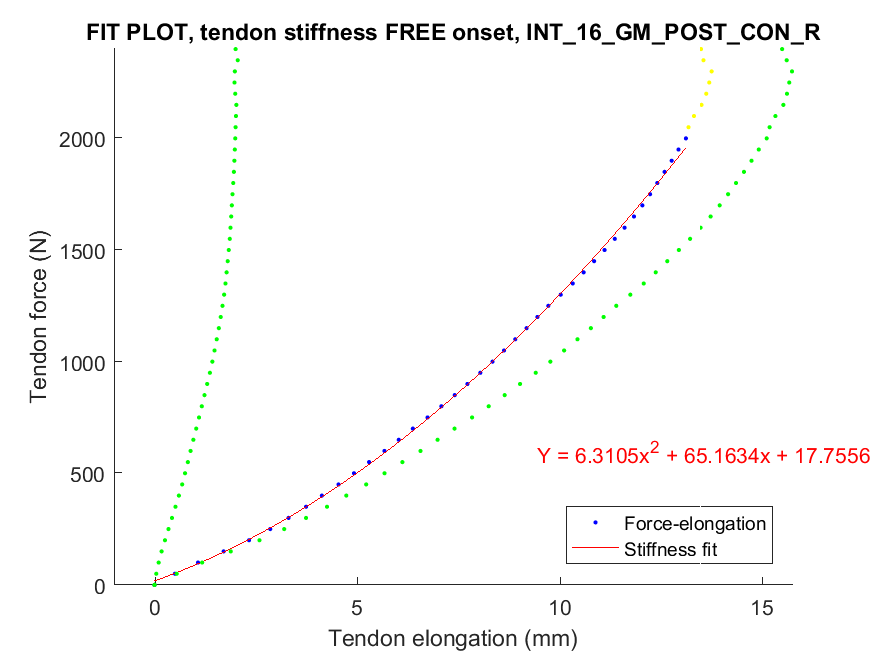 FIT PLOT, tendon stiffness FREE onset, INT_16_GM_POST_CON_R
Tendon force (N)
2000
1500
1000
500
0
Y = 6.3105x² + 65.1634x + 17.7556
Force-elongation
Stiffness fit
0 5 10 15
Tendon elongation (mm)